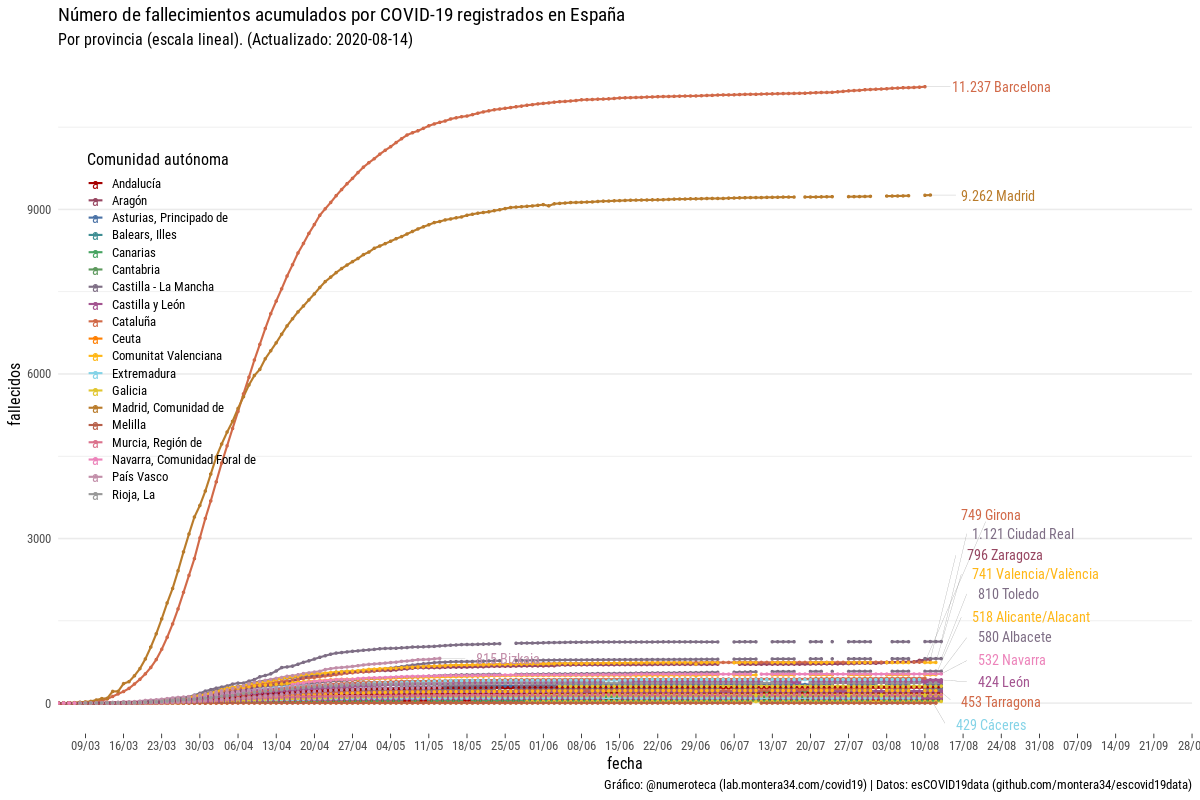 Número de fallecimientos acumulados por COVID-19 registrados en España
Por provincia (escala lineal). (Actualizado: 2020-08-14)
11.237 Barcelona
9.262 Madrid
Comunidad autónoma
Andalucía
Aragón
Asturias, Principado de
Balears, Illes
Canarias
Cantabria
Castilla - La Mancha
Castilla y León
Cataluña
Ceuta
Comunitat Valenciana
Extremadura
Galicia
Madrid, Comunidad de
Melilla
Murcia, Región de
Navarra, Comunidad Foral de
País Vasco
Rioja, La
fallecidos
9000
6000
3000
0
749 Girona
1.121 Ciudad Real
796 Zaragoza
741 Valencia/València
810 Toledo
518 Alicante/Alacant
580 Albacete
815 Bizkaia
532 Navarra
424 León
453 Tarragona
429 Cáceres
09/03 16/03 23/03 30/03 06/04 13/04 20/04 27/04 04/05 11/05 18/05 25/05 01/06 08/06 15/06 22/06 29/06 06/07 13/07 20/07 27/07 03/08 10/08 17/08 24/08 31/08 07/09 14/09 21/09 28/0
fecha
Gráfico: @numeroteca (lab.montera34.com/covid19) | Datos: esCOVID19data (github.com/montera34/escovid19data)